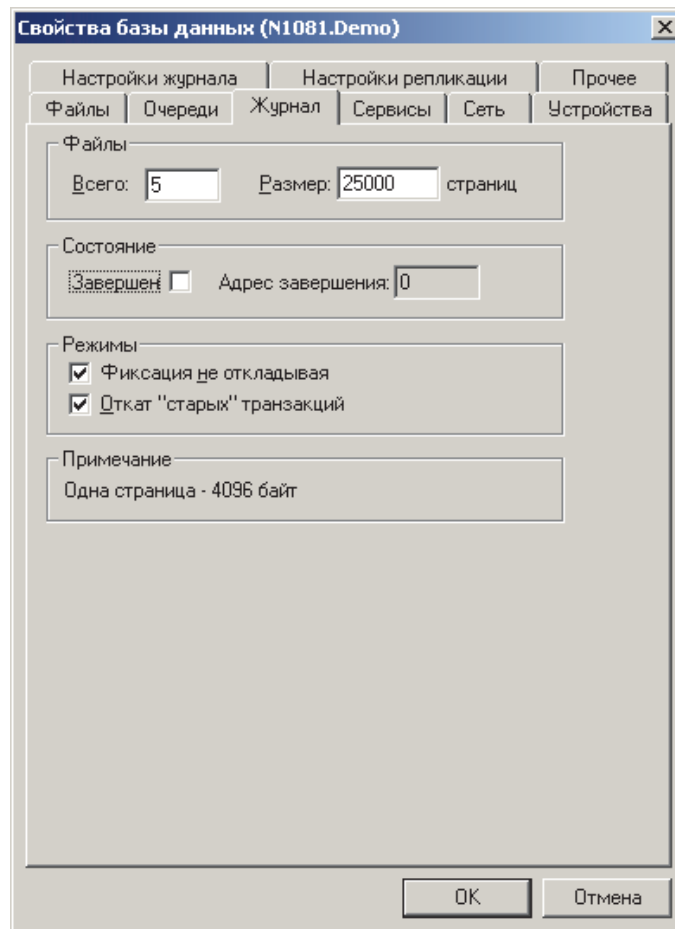 Свойства базы данных (N1081.Demo)
Настройки журнала Настройки репликации Прочее
Файлы Очереди Журнал Сервисы Сеть Устройства
Файлы
Всего: 5 Размер: 25000 страниц
Состояние
Завершен Адрес завершения: 0
Режимы
Фиксация не откладывая
Откат "старых" транзакций
Примечание
Одна страница - 4096 байт
OK Отмена